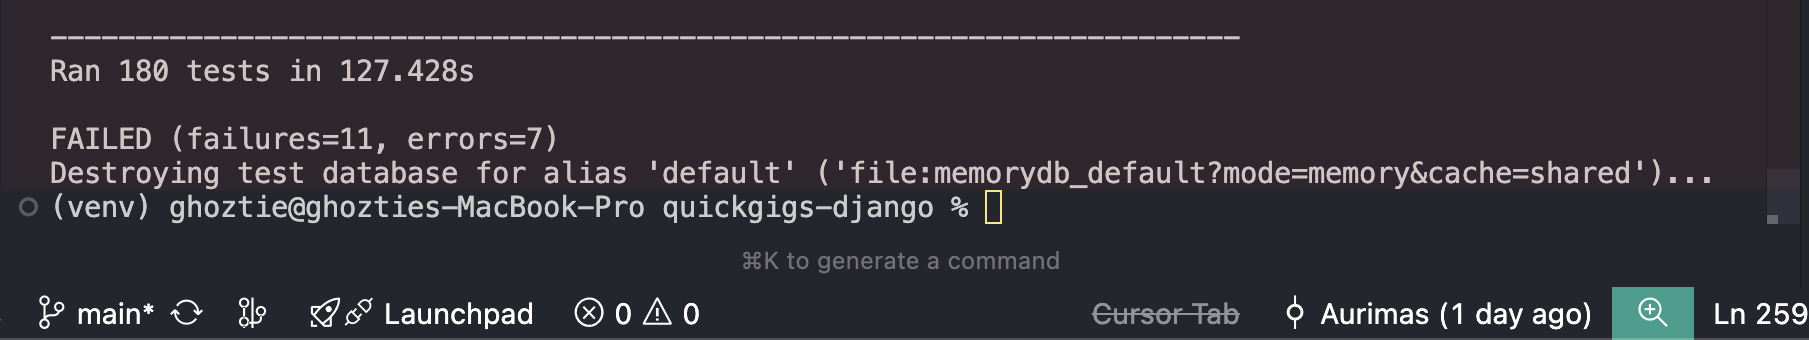 ----------------------------------------------------------------------
Ran 180 tests in 127.428s
FAILED (failures=11, errors=7)
Destroying test database for alias 'default' ('file:memorydb_default?mode=memory&cache=shared')...
(venv) ghoztie@ghozties-MacBook-Pro quickgigs-django %
⌘K to generate a command
main* Launchpad 0 0 Cursor Tab Aurimas (1 day ago) Ln 259